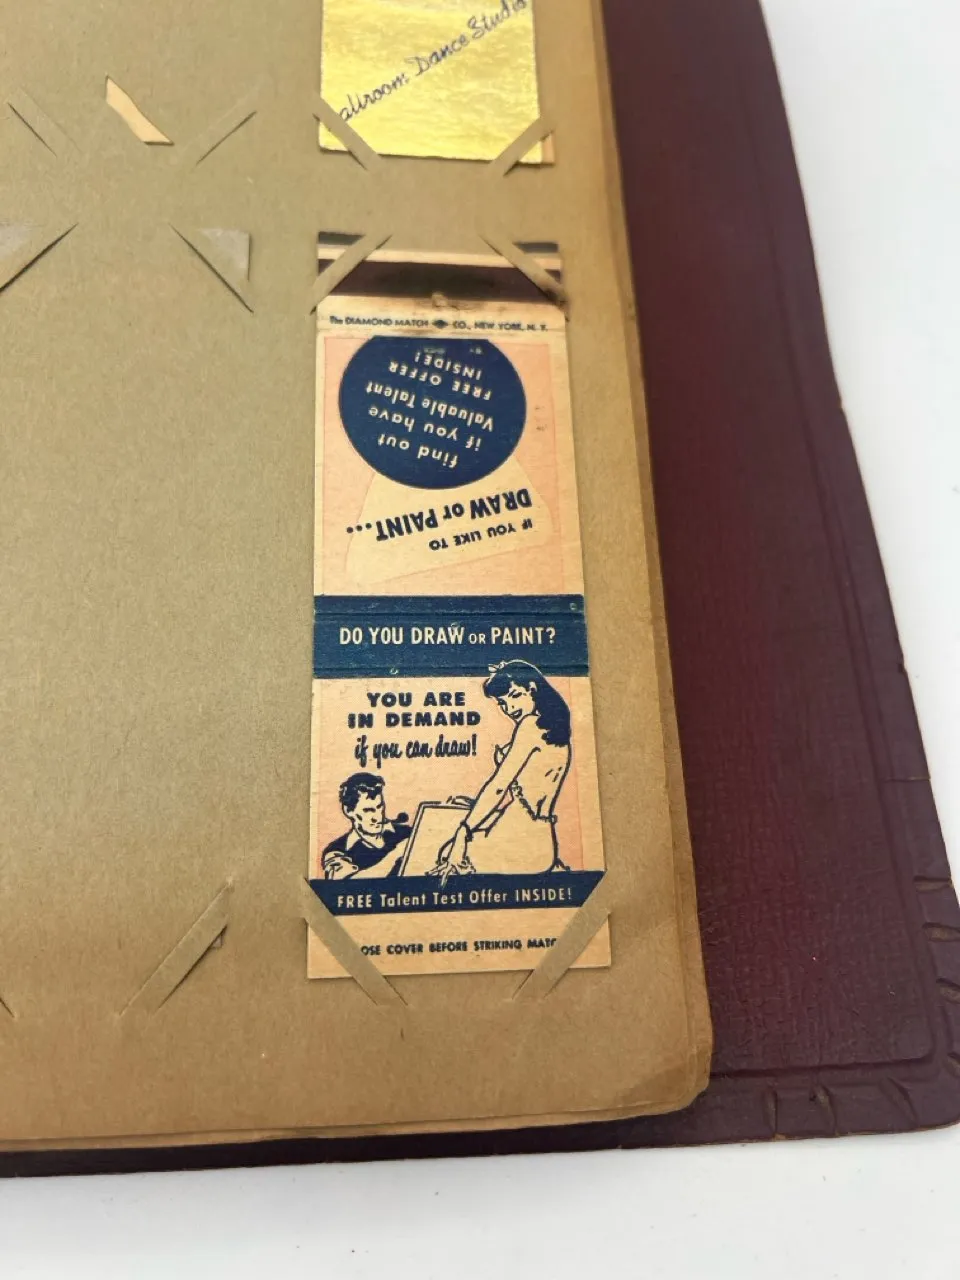 Ballroom Dance Studio
The DIAMOND MATCH CO., NEW YORK, N. Y.
IF YOU LIKE TO
DRAW or PAINT...
find out
if you have
Valuable Talent
FREE OFFER
INSIDE!
DO YOU DRAW OR PAINT?
YOU ARE
IN DEMAND
if you can draw!
FREE Talent Test Offer INSIDE!
OSE COVER BEFORE STRIKING MATC